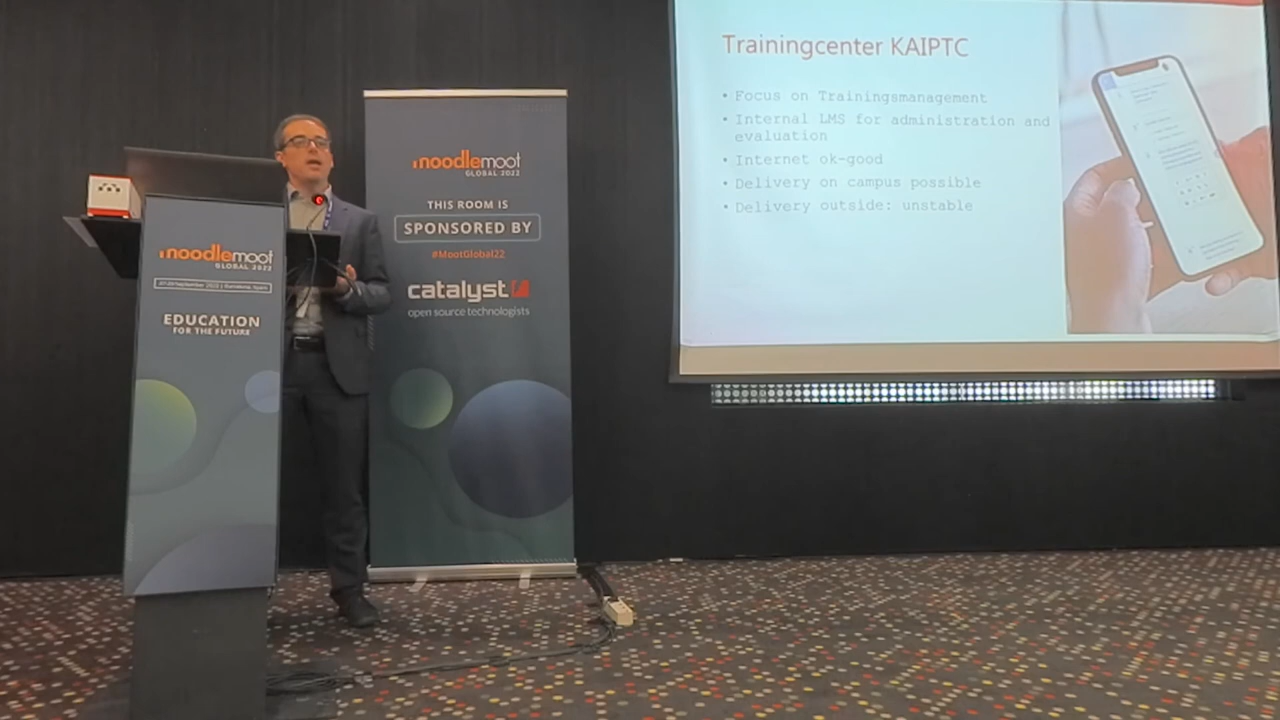 Trainingcenter KAIPTC
• Focus on Trainingsmanagement
• Internal LMS for administration and
evaluation
• Internet ok-good
• Delivery on campus possible
• Delivery outside: unstable
moodlemoot
GLOBAL 2022
THIS ROOM IS
SPONSORED BY
#MootGlobal22
catalyst
open source technologists
moodlemoot
GLOBAL 2022
EDUCATION
FOR THE FUTURE